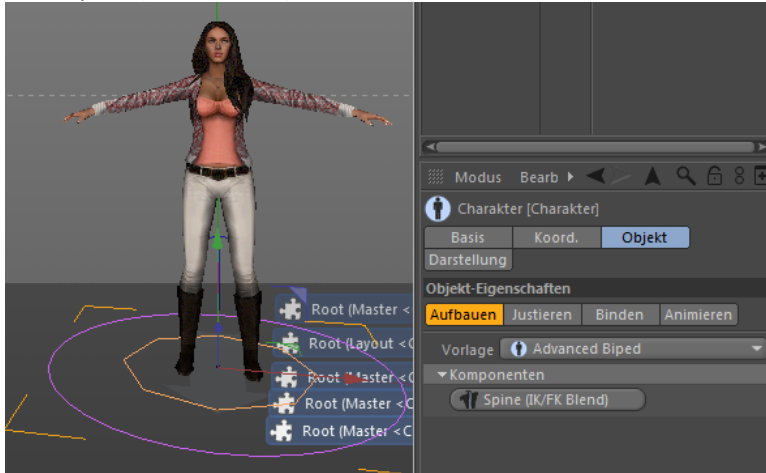 Modus Bearb
Charakter [Charakter]
Basis Koord. Objekt
Darstellung
Objekt-Eigenschaften
Aufbauen Justieren Binden Animieren
Vorlage Advanced Biped
Komponenten
Spine (IK/FK Blend)
Root (Master <
Root (Layout <C
Root (Master <C
Root (Master <C
Root (Master <C